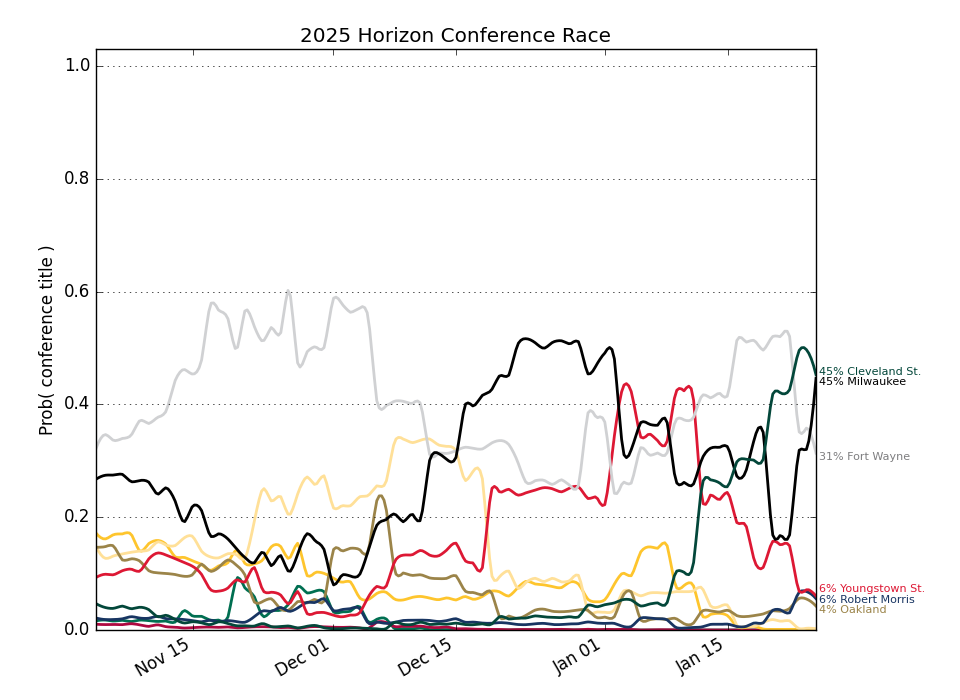 2025 Horizon Conference Race
Prob( conference title )
1.0
0.8
0.6
0.4
0.2
0.0
45% Cleveland St.
45% Milwaukee
31% Fort Wayne
6% Youngstown St.
6% Robert Morris
4% Oakland
Nov 15
Dec 01
Dec 15
Jan 01
Jan 15